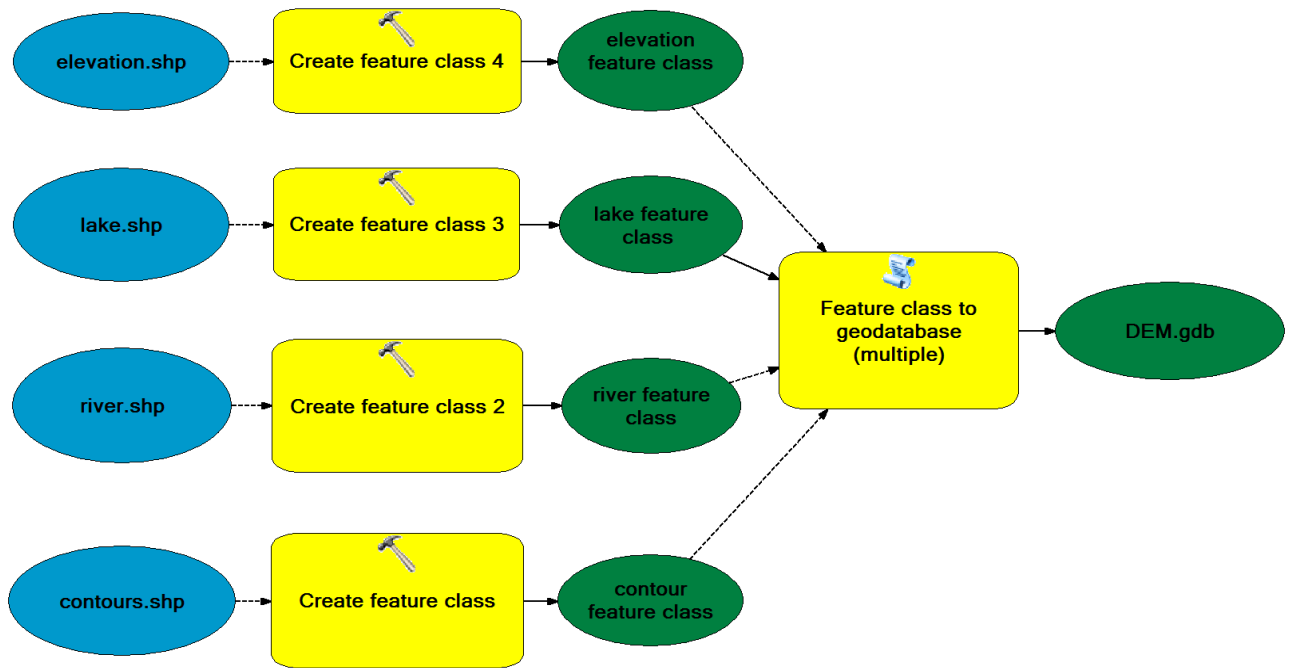 elevation.shp
Create feature class 4
elevation
feature class
lake.shp
Create feature class 3
lake feature
class
river.shp
Create feature class 2
river feature
class
contours.shp
Create feature class
contour
feature class
Feature class to
geodatabase
(multiple)
DEM.gdb